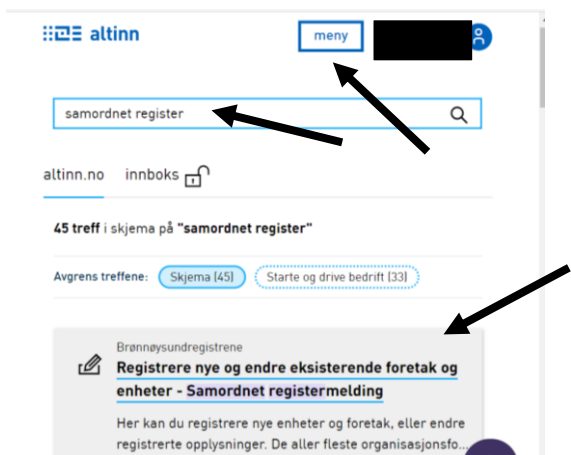 altinn
meny
samordnet register
altinn.no innboks
45 treff i skjema på "samordnet register"
Avgrens treffene: Skjema (45) Starte og drive bedrift (33)
Brønnøysundregistrene
Registrere nye og endre eksisterende foretak og
enheter - Samordnet registermelding
Her kan du registrere nye enheter og foretak, eller endre
registrerte opplysninger. De aller fleste organisasjonsfo...